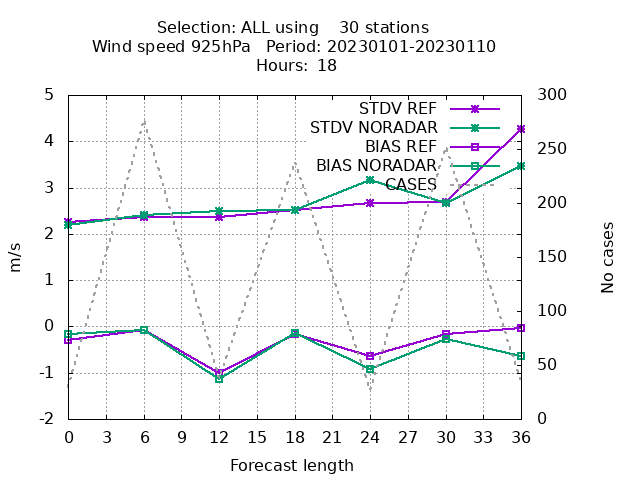 Selection: ALL using    30 stations
Wind speed 925hPa   Period: 20230101-20230110
Hours: 18
STDV REF
STDV NORADAR
BIAS REF
BIAS NORADAR
CASES
5
4
3
2
1
0
-1
-2
m/s
300
250
200
150
100
50
0
No cases
0 3 6 9 12 15 18 21 24 27 30 33 36
Forecast length